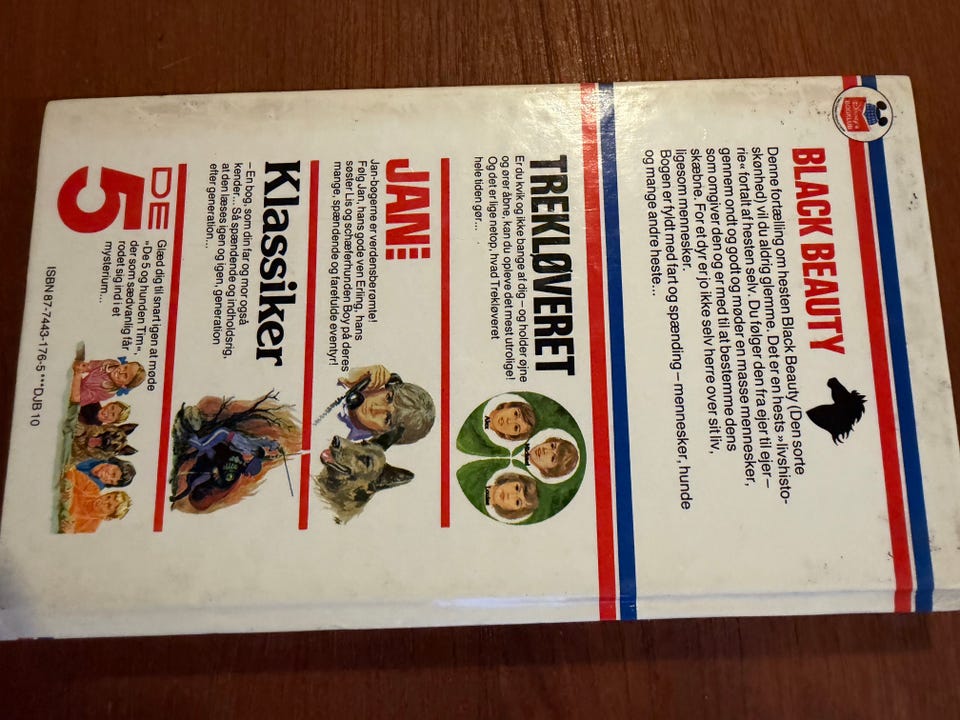 Disney's
BOGKLUB
BLACK BEAUTY
Denne fortælling om hesten Black Beauty (Den sorte
skønhed) vil du aldrig glemme. Det er en hests »livshisto-
rie« fortalt af hesten selv. Du følger den fra ejer til ejer –
gennem ondt og godt og møder en masse mennesker,
som omgiver den og er med til at bestemme dens
skæbne. For et dyr er jo ikke selv herre over sit liv,
ligesom mennesker.
Bogen er fyldt med fart og spænding – mennesker, hunde
og mange andre heste...
TREKLØVERET
Er du kvik og ikke bange af dig – og holder øjne
og ører åbne, kan du opleve det mest utrolige!
Og det er lige netop, hvad Trekløveret
hele tiden gør...
JAN
Jan-bøgerne er verdensberømte!
Følg Jan, hans gode ven Erling, hans
søster Lis og schæferhunden Boy på deres
mange, spændende og farefulde eventyr!
Klassiker
– En bog, som din far og mor også
kender... Så spændende og indholdsrig,
at den læses igen og igen, generation
efter generation...
DE
5
Glæd dig til snart igen at møde
»De 5 og hunden Tim«,
der som sædvanlig får
rodet sig ind i et
mysterium...
ISBN 87-7443-176-5 ***DJB 10